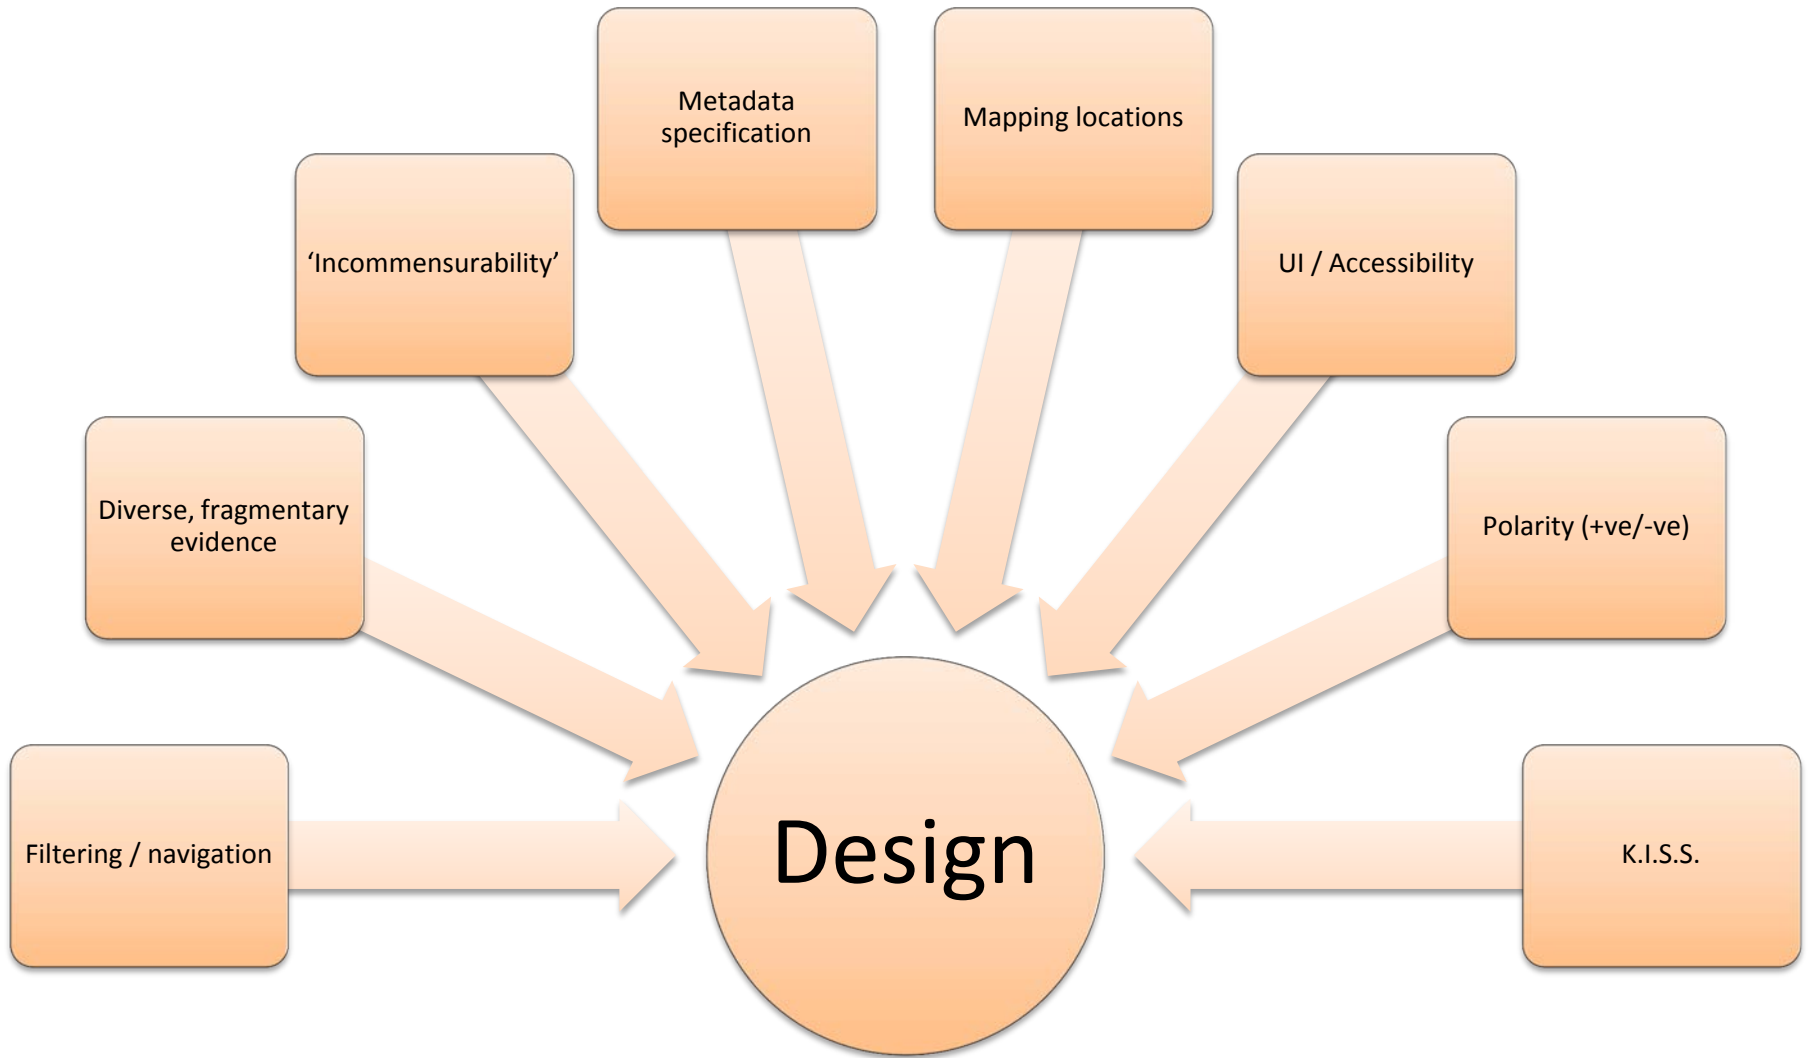 Metadata
specification
Mapping locations
‘Incommensurability’
UI / Accessibility
Diverse, fragmentary
evidence
Polarity (+ve/-ve)
Filtering / navigation
Design
K.I.S.S.